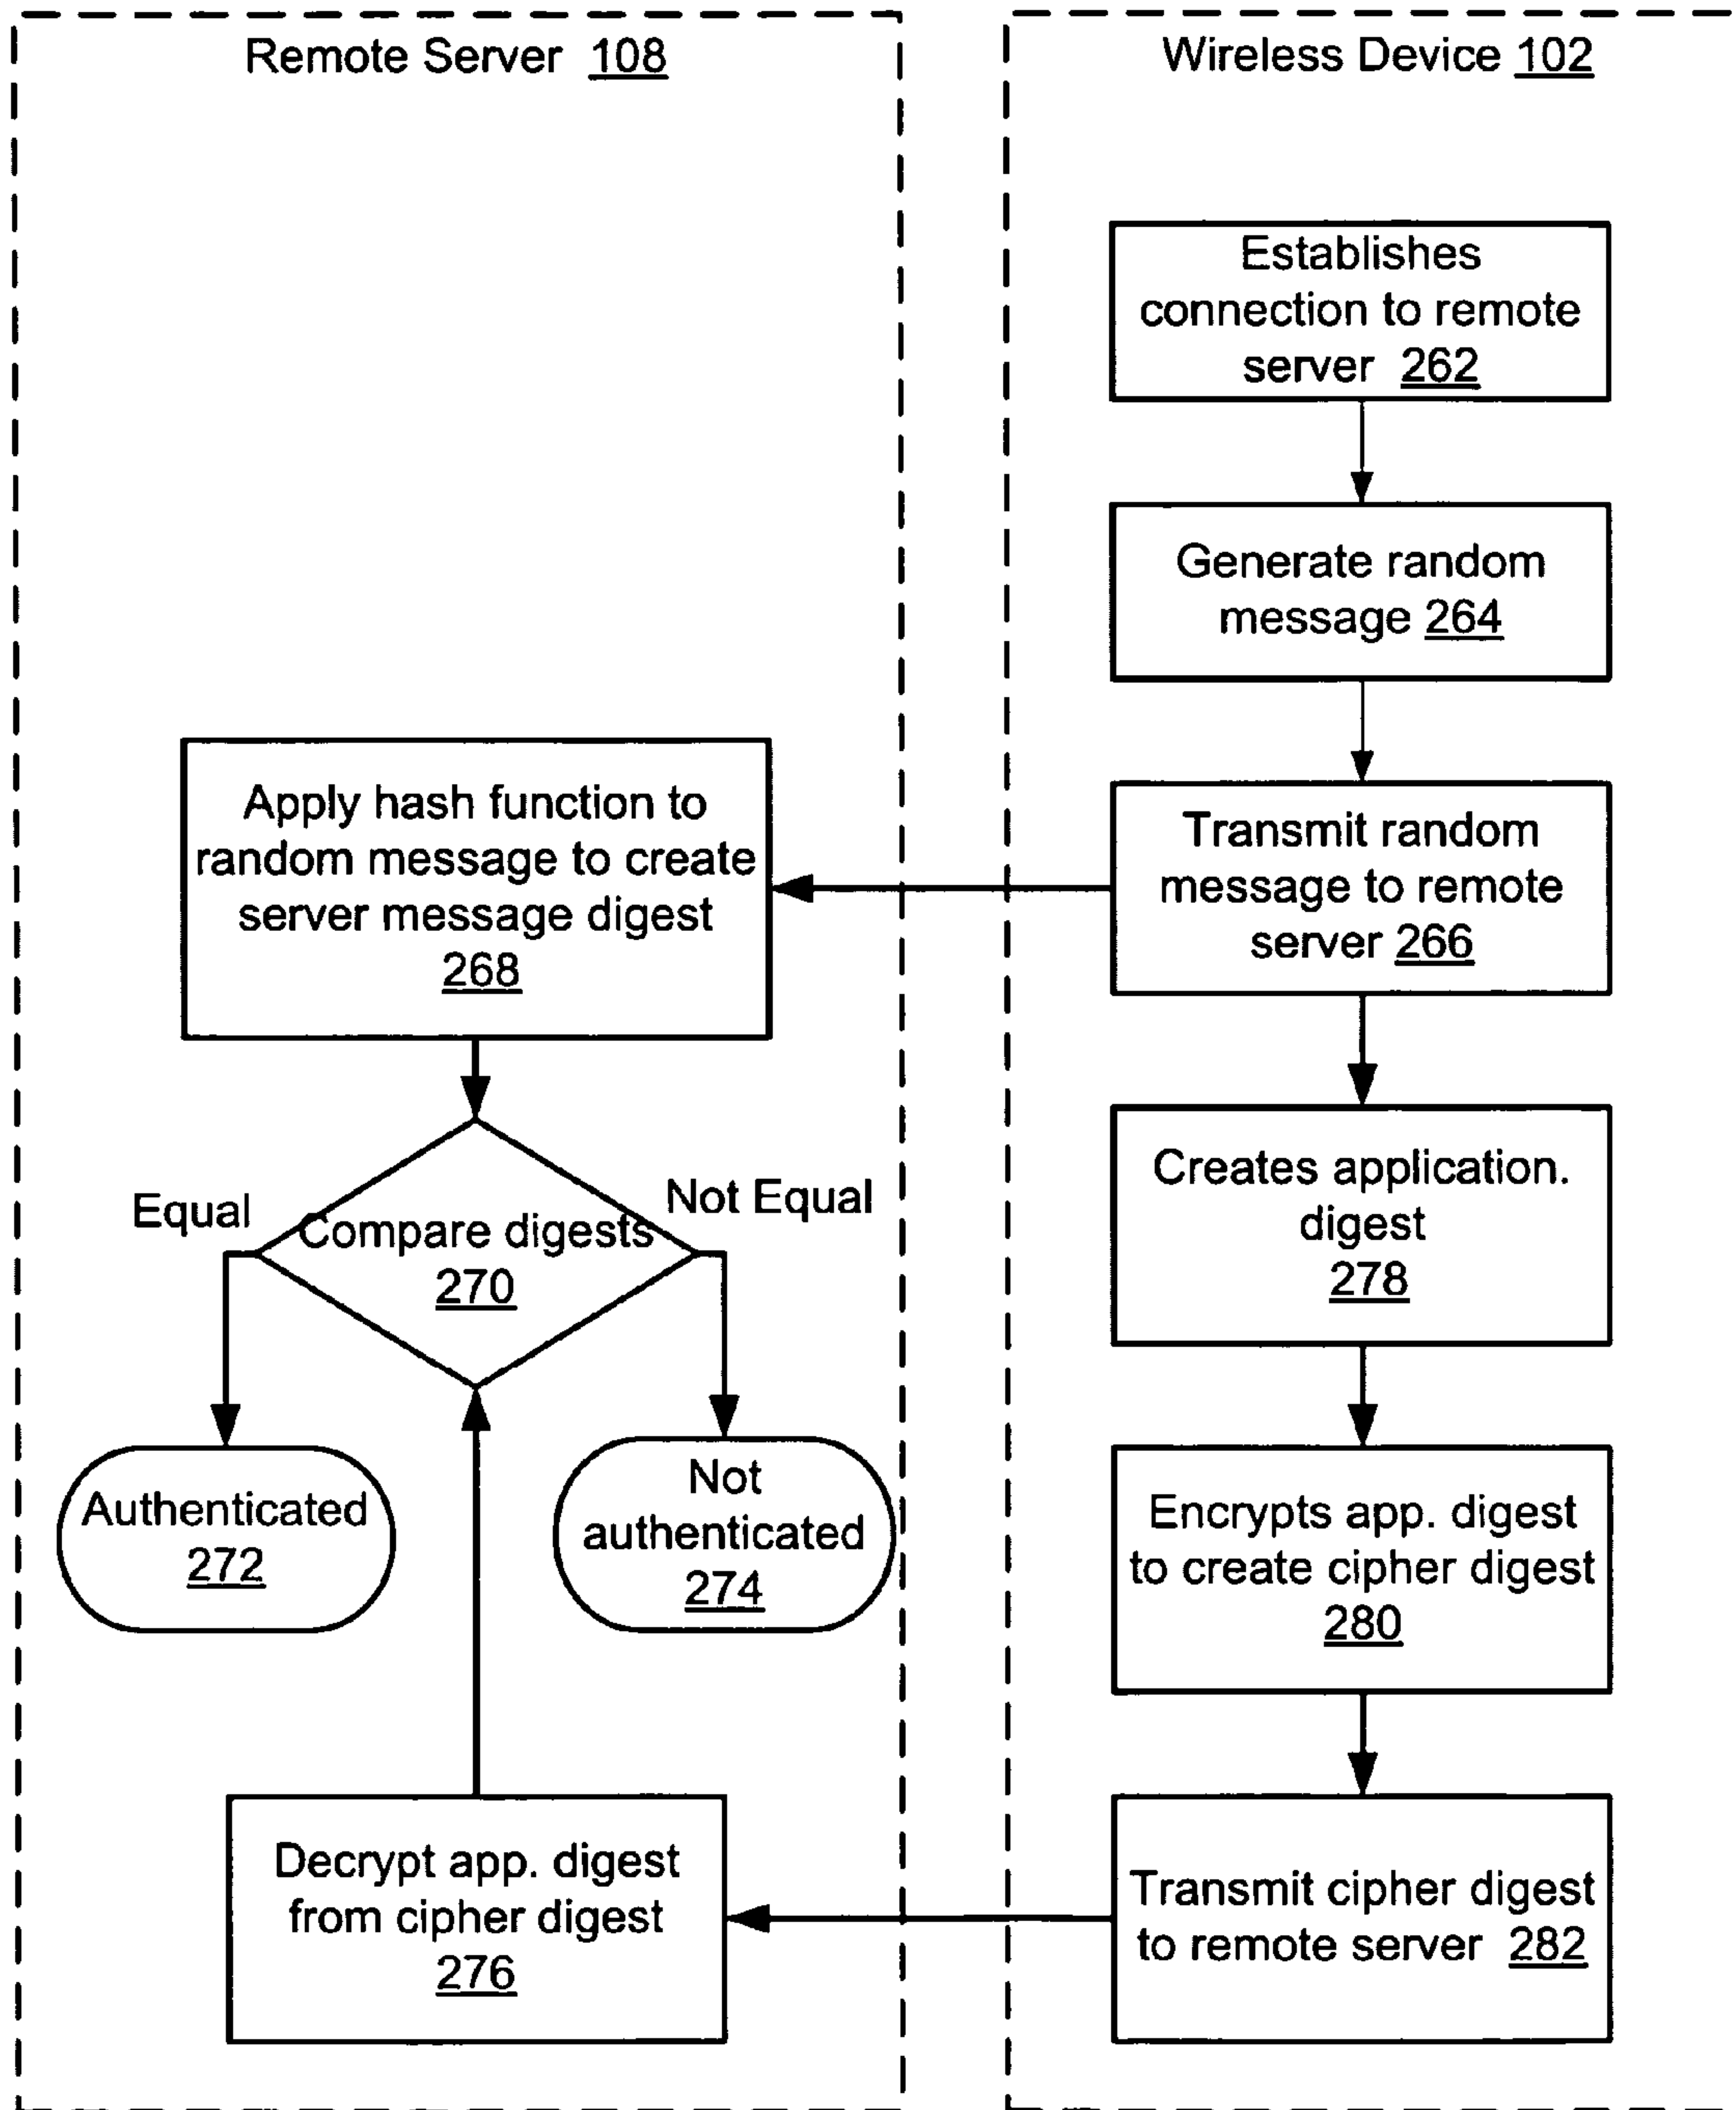 Remote Server 108
Wireless Device 102
Establishes
connection to remote
server 262
Generate random
message 264
Transmit random
message to remote
server 266
Apply hash function to
random message to create
server message digest
268
Equal
Not Equal
Compare digests
270
Creates application.
digest
278
Authenticated
272
Not
authenticated
274
Encrypts app. digest
to create cipher digest
280
Decrypt app. digest
from cipher digest
276
Transmit cipher digest
to remote server 282